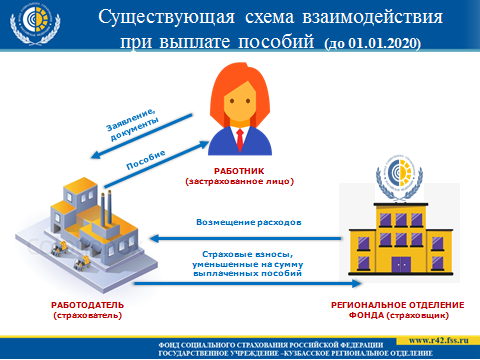 Существующая схема взаимодействия
при выплате пособий (до 01.01.2020)
Заявление,
документы
Пособие
РАБОТНИК
(застрахованное лицо)
Возмещение расходов
Страховые взносы,
уменьшенные на сумму
выплаченных пособий
РАБОТОДАТЕЛЬ
(страхователь)
РЕГИОНАЛЬНОЕ ОТДЕЛЕНИЕ
ФОНДА (страховщик)
www.r42.fss.ru
ФОНД СОЦИАЛЬНОГО СТРАХОВАНИЯ РОССИЙСКОЙ ФЕДЕРАЦИИ
ГОСУДАРСТВЕННОЕ УЧРЕЖДЕНИЕ –КУЗБАССКОЕ РЕГИОНАЛЬНОЕ ОТДЕЛЕНИЕ